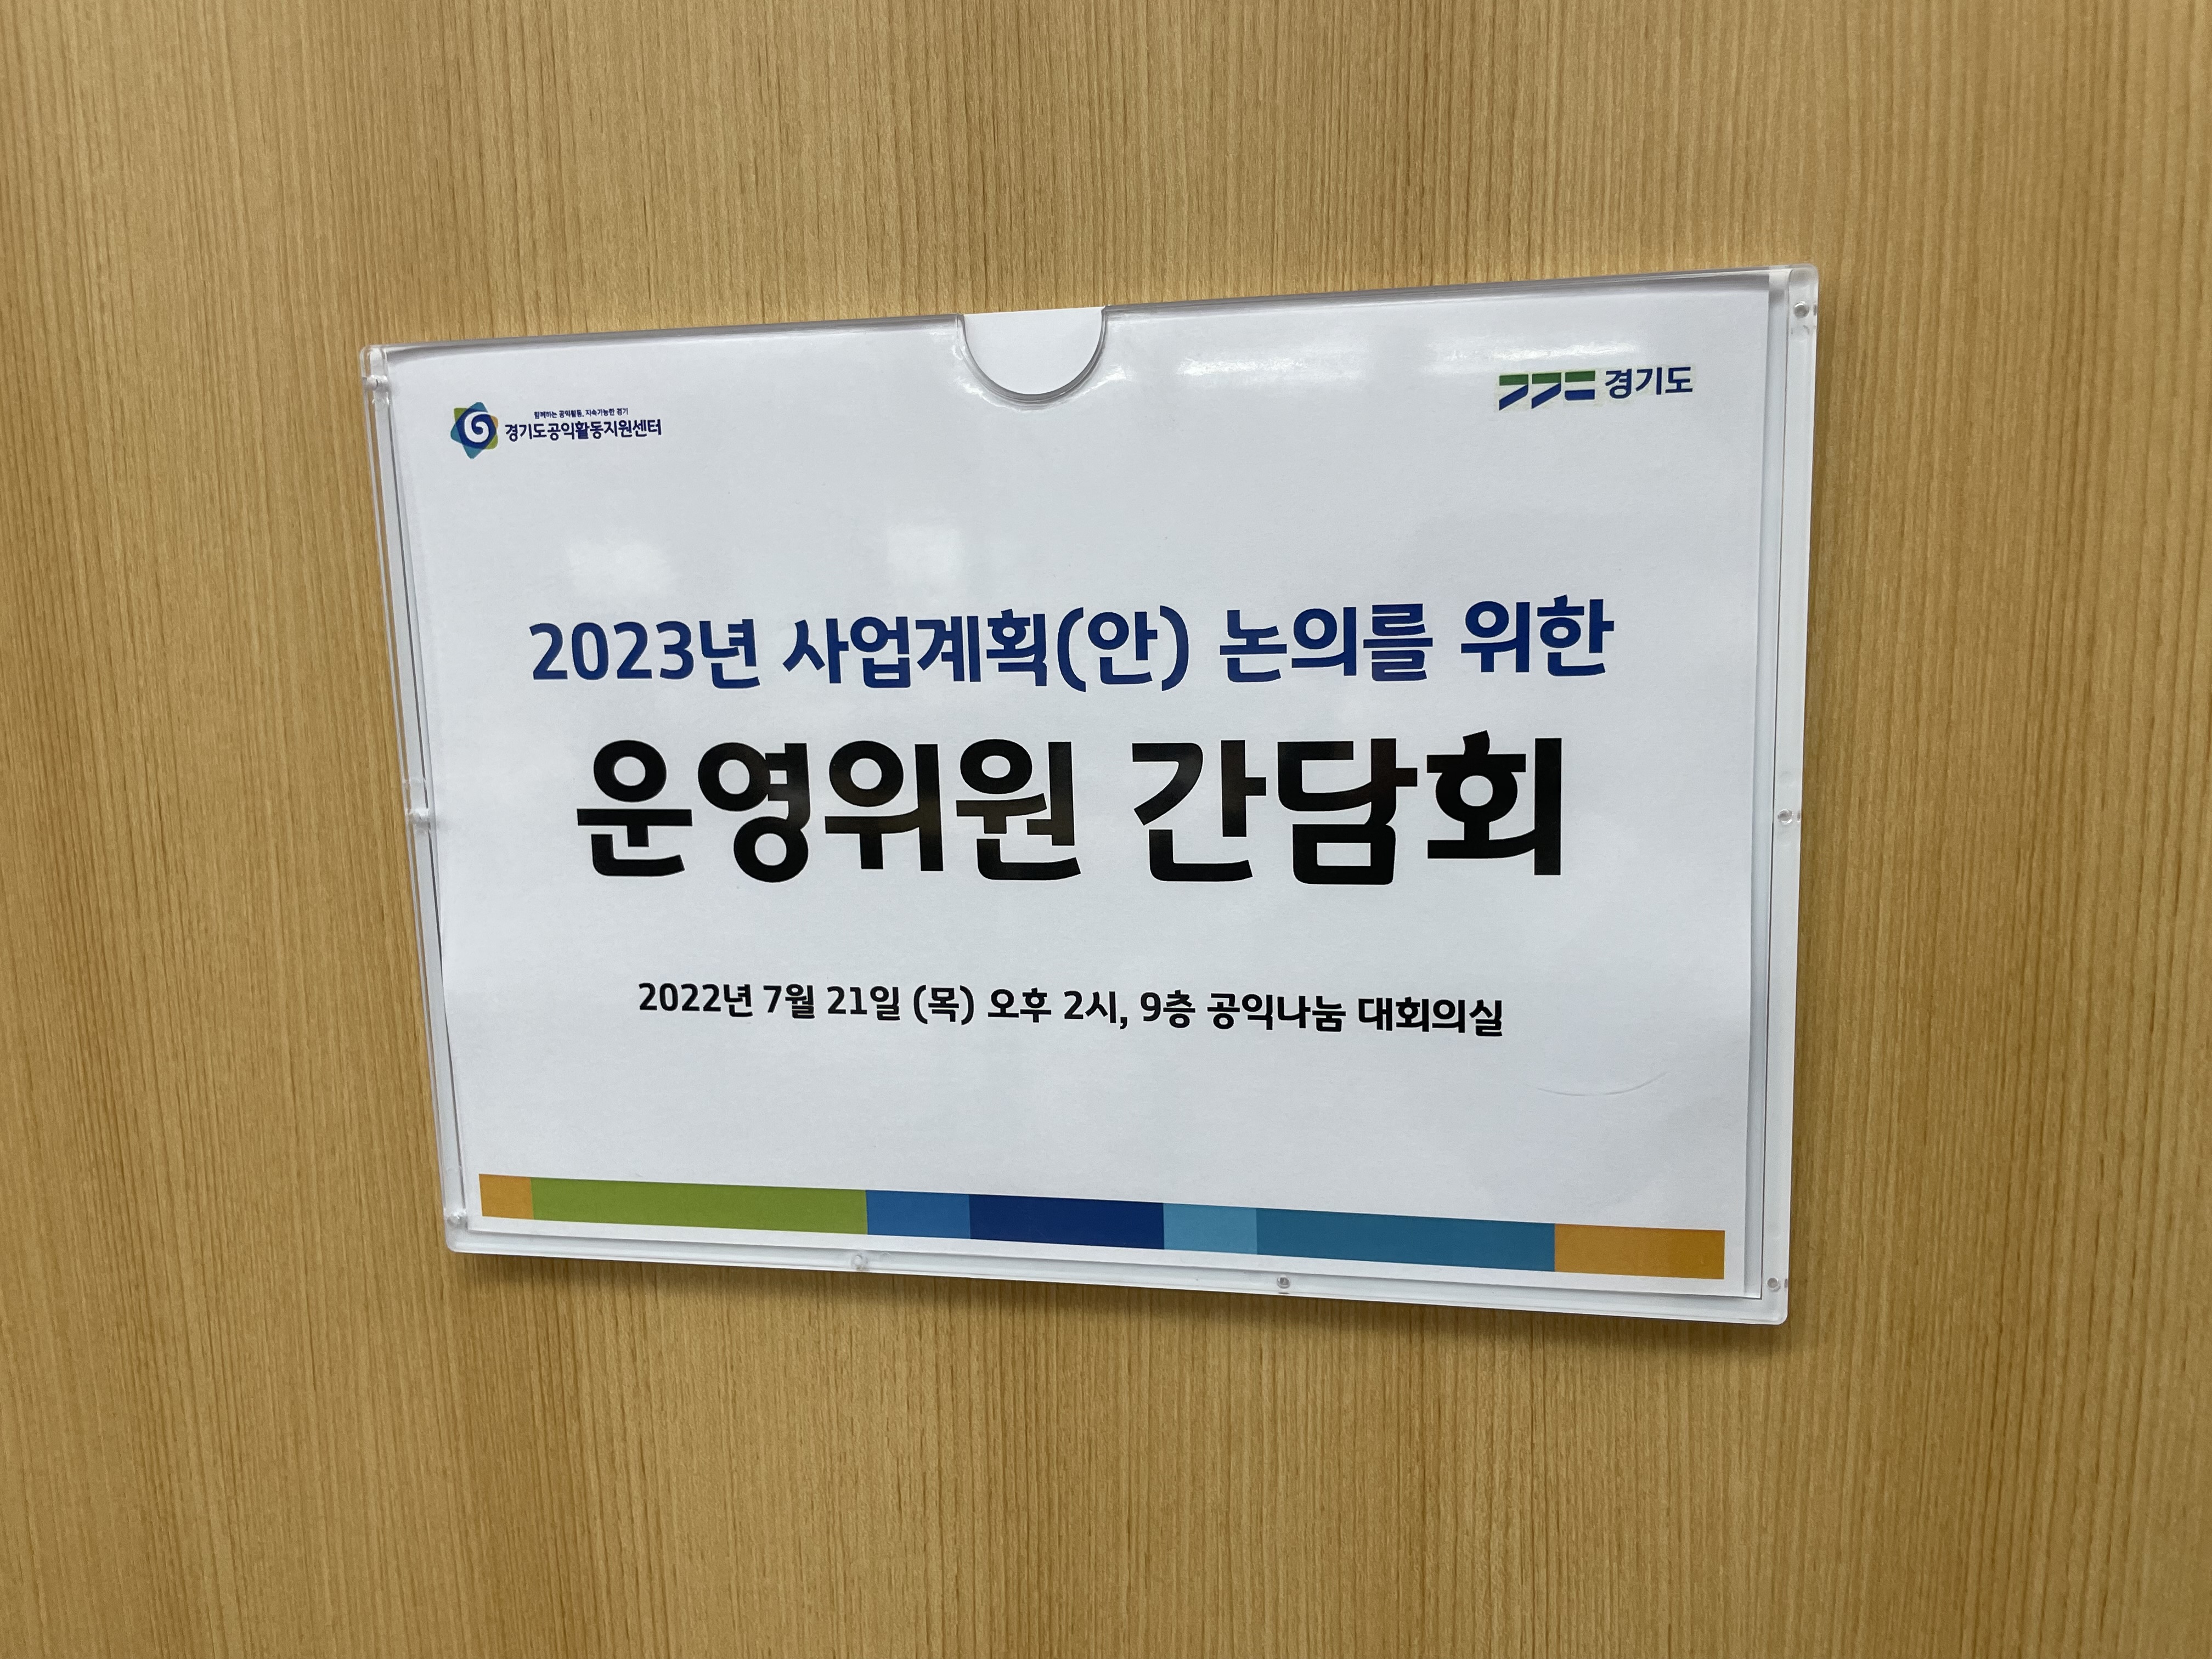 함께하는 공익활동, 지속가능한 경기
경기도공익활동지원센터
경기도
2023년 사업계획(안) 논의를 위한
운영위원 간담회
2022년 7월 21일 (목) 오후 2시, 9층 공익나눔 대회의실